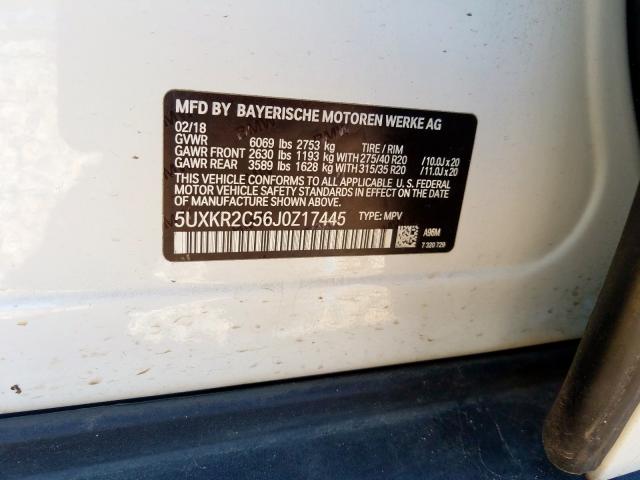 MFD BY BAYERISCHE MOTOREN WERKE AG
02/18
GVWR 6069 lbs 2753 kg TIRE / RIM
GAWR FRONT 2630 lbs 1193 kg WITH 275/40 R20 /10.0J x 20
GAWR REAR 3589 lbs 1628 kg WITH 315/35 R20 /11.0J x 20
THIS VEHICLE CONFORMS TO ALL APPLICABLE U. S. FEDERAL
MOTOR VEHICLE SAFETY STANDARDS IN EFFECT ON THE DATE
OF MANUFACTURE SHOWN ABOVE.
5UXKR2C56J0Z17445 TYPE: MPV
A96M
7 320 729